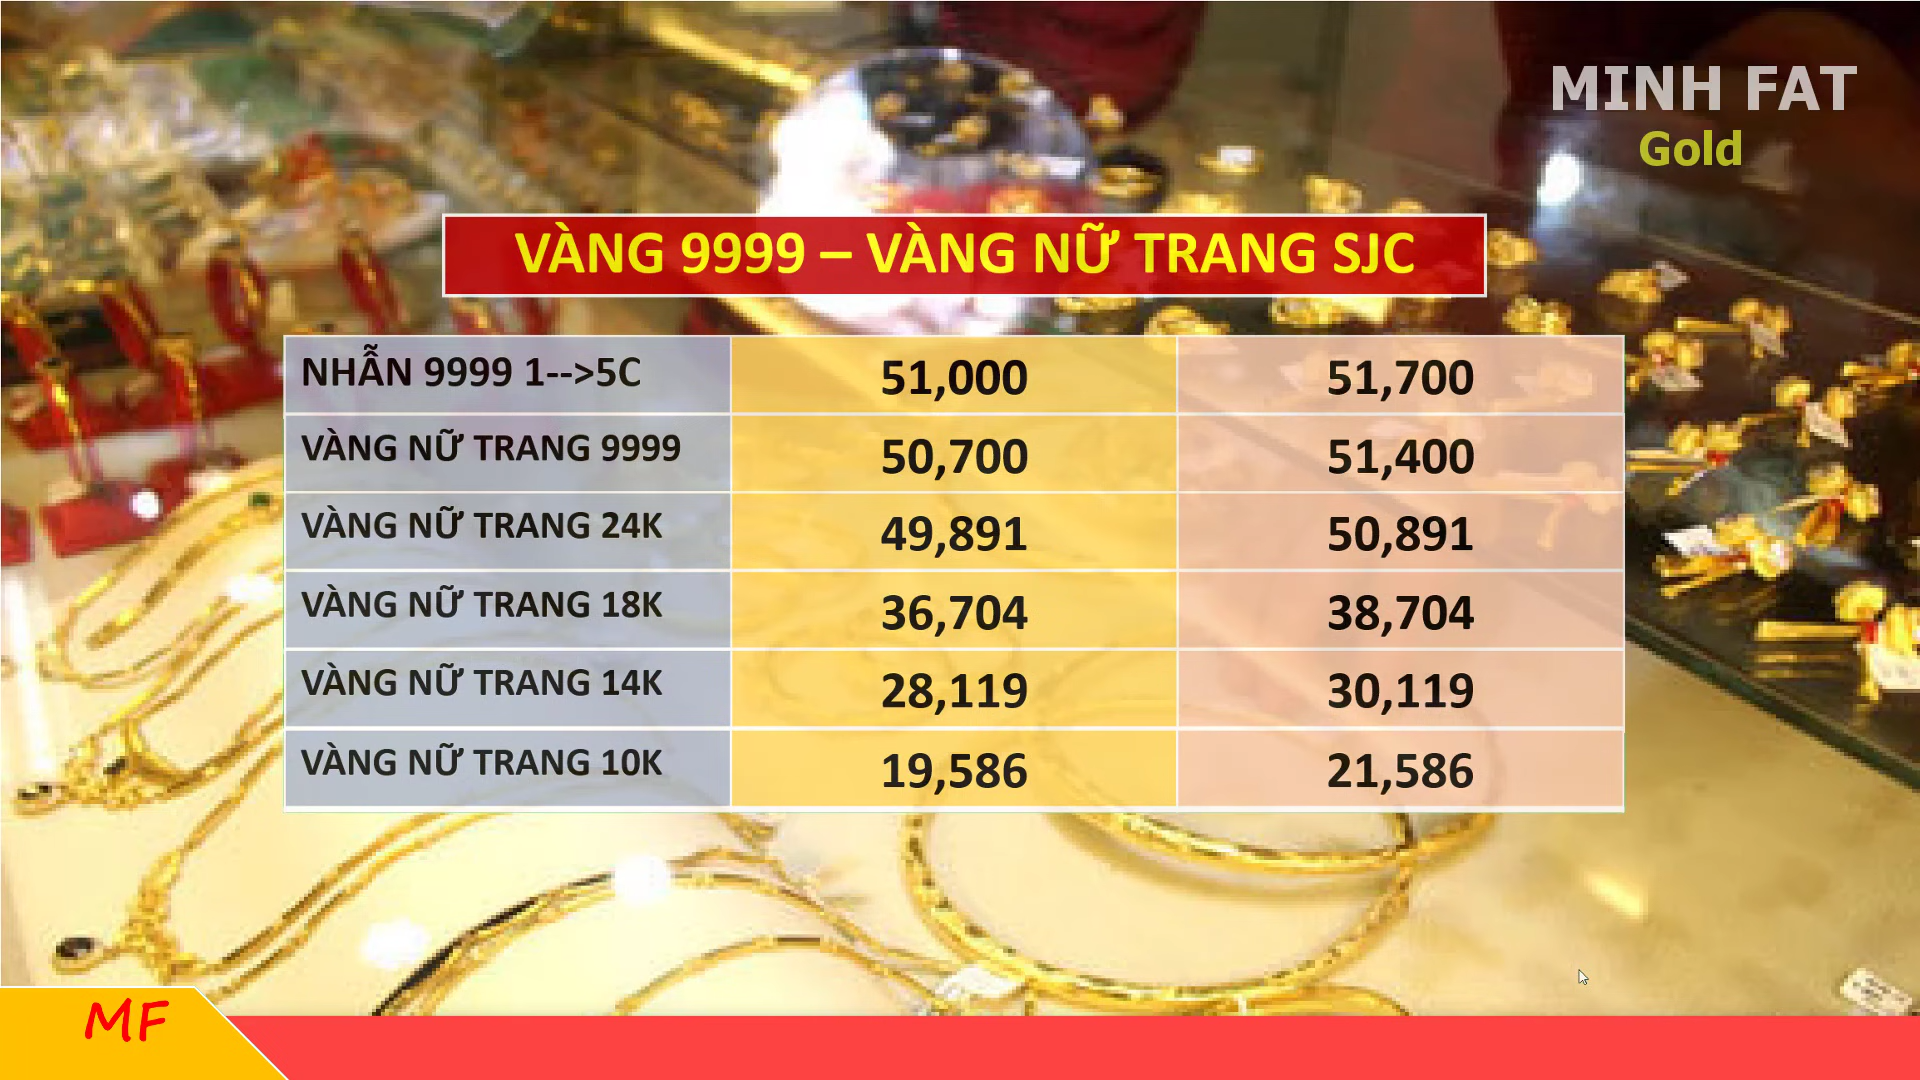 MINH FAT
Gold
VÀNG 9999 – VÀNG NỮ TRANG SJC
NHẪN 9999 1-->5C 51,000 51,700
VÀNG NỮ TRANG 9999 50,700 51,400
VÀNG NỮ TRANG 24K 49,891 50,891
VÀNG NỮ TRANG 18K 36,704 38,704
VÀNG NỮ TRANG 14K 28,119 30,119
VÀNG NỮ TRANG 10K 19,586 21,586
MF